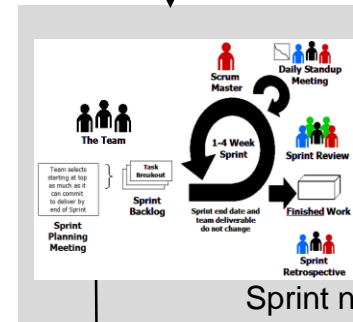 Scrum
Master
Daily Standup
Meeting
The Team
1-4 Week
Sprint
Sprint Review
Team selects
starting at top
as much as it
can commit
to deliver by
end of Sprint
Task
Breakout
Sprint
Backlog
Sprint end date and
team deliverable
do not change
Finished Work
Sprint
Planning
Meeting
Sprint
Retrospective
Sprint n